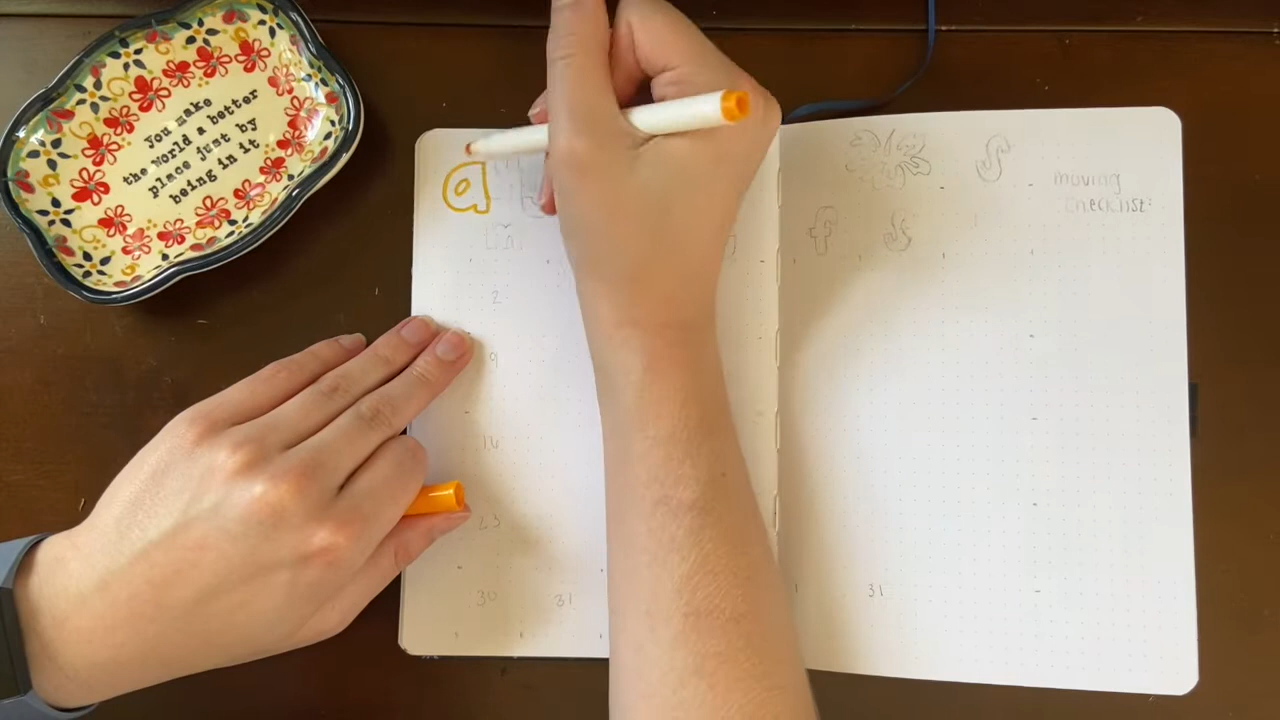 You make
the world a better
place just by
being in it
a
S
moving
checklist:
f S
m
2
9
16
23
30 31
31